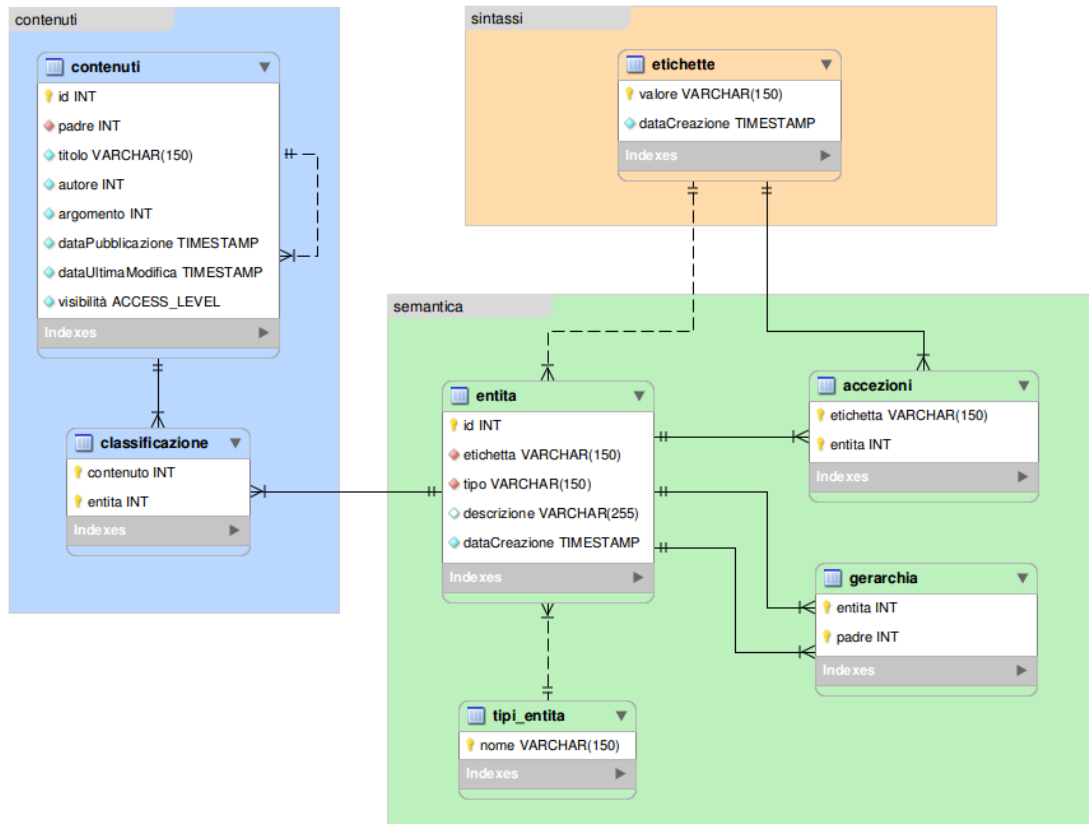 contenuti
contenuti
id INT
padre INT
titolo VARCHAR(150)
autore INT
argomento INT
dataPubblicazione TIMESTAMP
dataUltimaModifica TIMESTAMP
visibilità ACCESS_LEVEL
Indexes
classificazione
contenuto INT
entita INT
Indexes
sintassi
etichette
valore VARCHAR(150)
dataCreazione TIMESTAMP
Indexes
semantica
entita
id INT
etichetta VARCHAR(150)
tipo VARCHAR(150)
descrizione VARCHAR(255)
dataCreazione TIMESTAMP
Indexes
accezioni
etichetta VARCHAR(150)
entita INT
Indexes
gerarchia
entita INT
padre INT
Indexes
tipi_entita
nome VARCHAR(150)
Indexes